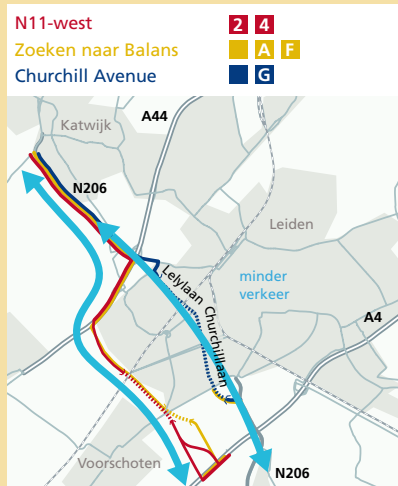 N11-west 2 4
Zoeken naar Balans A F
Churchill Avenue G
A44
Katwijk
N206
Leiden
Lelylaan
Churchilllaan
minder
verkeer
A4
Voorschoten
N206